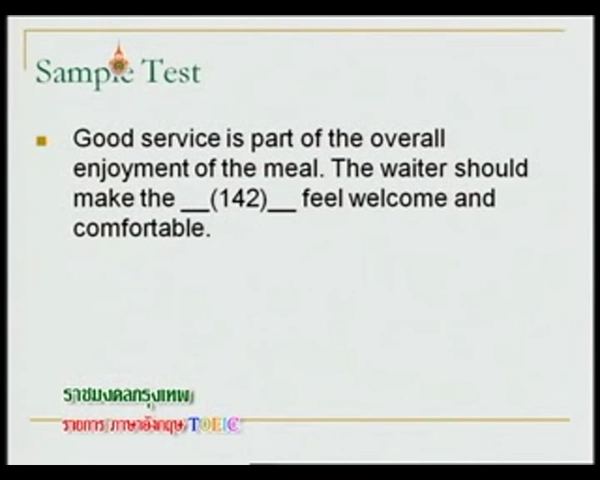 Sample Test
Good service is part of the overall
enjoyment of the meal. The waiter should
make the __(142)__ feel welcome and
comfortable.
ราชมงคลกรุงเทพ
รายการ ภาษาอังกฤษ TOEIC